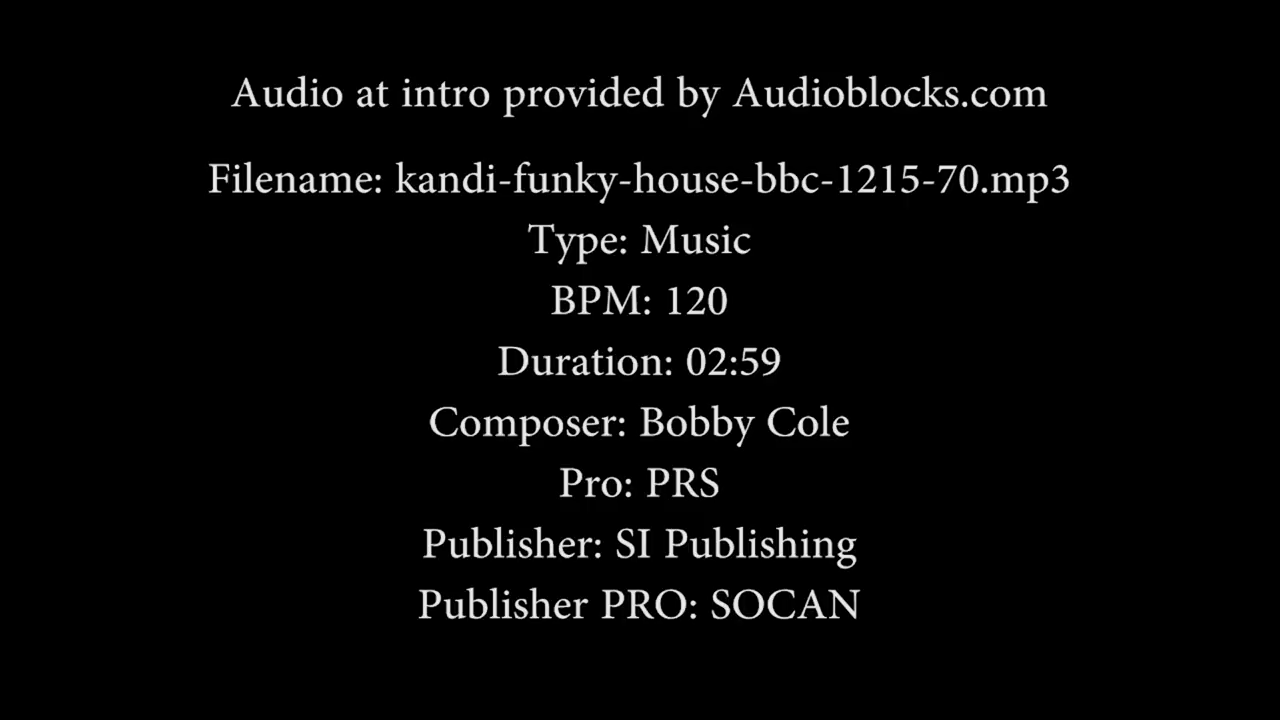 Audio at intro provided by Audioblocks.com
Filename: kandi-funky-house-bbc-1215-70.mp3
Type: Music
BPM: 120
Duration: 02:59
Composer: Bobby Cole
Pro: PRS
Publisher: SI Publishing
Publisher PRO: SOCAN